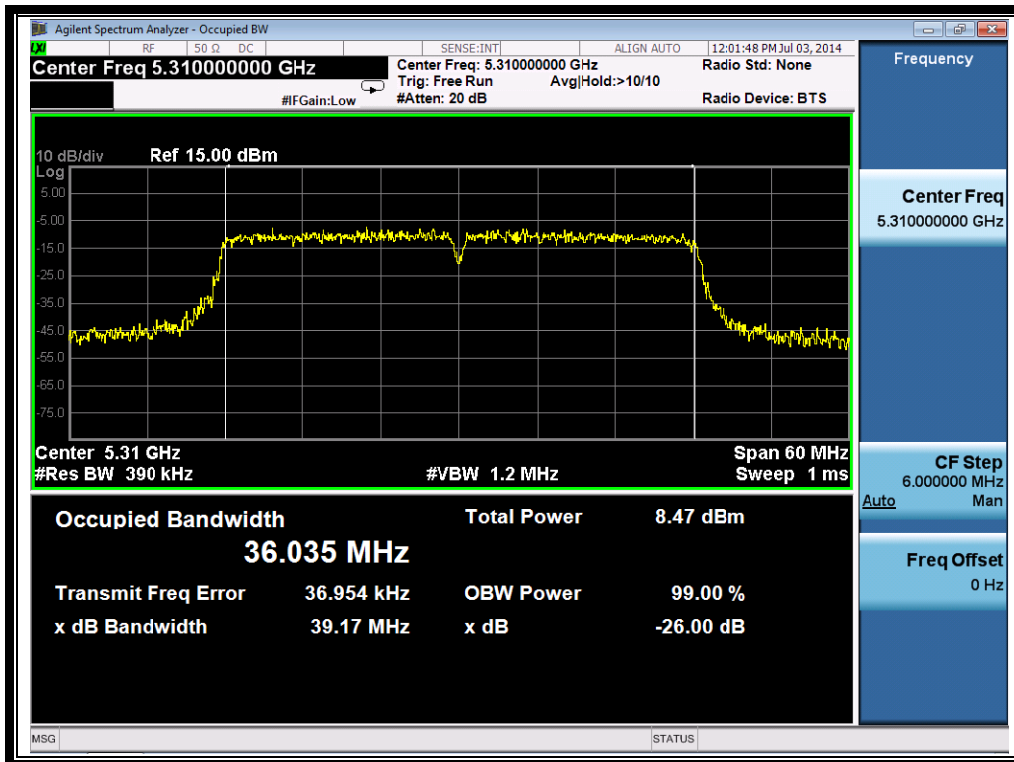 Agilent Spectrum Analyzer - Occupied BW
LXI RF 50 Ω DC SENSE:INT ALIGN AUTO 12:01:48 PM Jul 03, 2014
Center Freq 5.310000000 GHz
Center Freq: 5.310000000 GHz
Radio Std: None
Trig: Free Run Avg|Hold:>10/10
#IFGain:Low
#Atten: 20 dB
Radio Device: BTS
10 dB/div Ref 15.00 dBm
Log
5.00
-5.00
-15.0
-25.0
-35.0
-45.0
-55.0
-65.0
-75.0
Center 5.31 GHz Span 60 MHz
#Res BW 390 kHz #VBW 1.2 MHz Sweep 1 ms
Occupied Bandwidth Total Power 8.47 dBm
36.035 MHz
Transmit Freq Error 36.954 kHz OBW Power 99.00 %
x dB Bandwidth 39.17 MHz x dB -26.00 dB
MSG STATUS
Frequency
Center Freq
5.310000000 GHz
CF Step
6.000000 MHz
Auto Man
Freq Offset
0 Hz